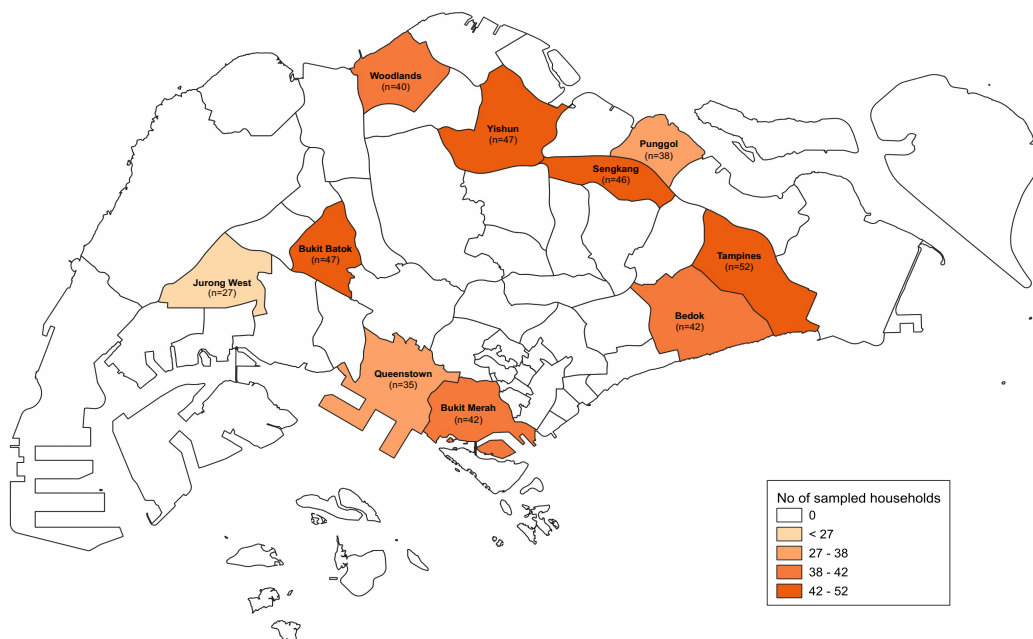 Woodlands
(n=40)
Yishun
(n=47)
Punggol
(n=38)
Sengkang
(n=46)
Bukit Batok
(n=47)
Tampines
(n=52)
Jurong West
(n=27)
Bedok
(n=42)
Queenstown
(n=35)
Bukit Merah
(n=42)
No of sampled households
0
< 27
27 - 38
38 - 42
42 - 52